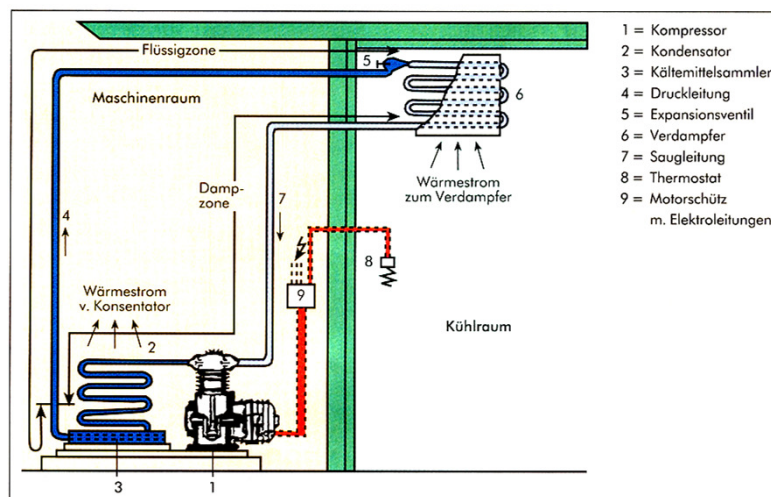 Flüssigzone
5
Maschinenraum
6
Wärmestrom
zum Verdampfer
Damp-
zone
7
4
8
9
Wärmestrom
v. Konsentator
2
Kühlraum
3
1
1 = Kompressor
2 = Kondensator
3 = Kältemittelsammler
4 = Druckleitung
5 = Expansionsventil
6 = Verdampfer
7 = Saugleitung
8 = Thermostat
9 = Motorschütz
m. Elektroleitungen